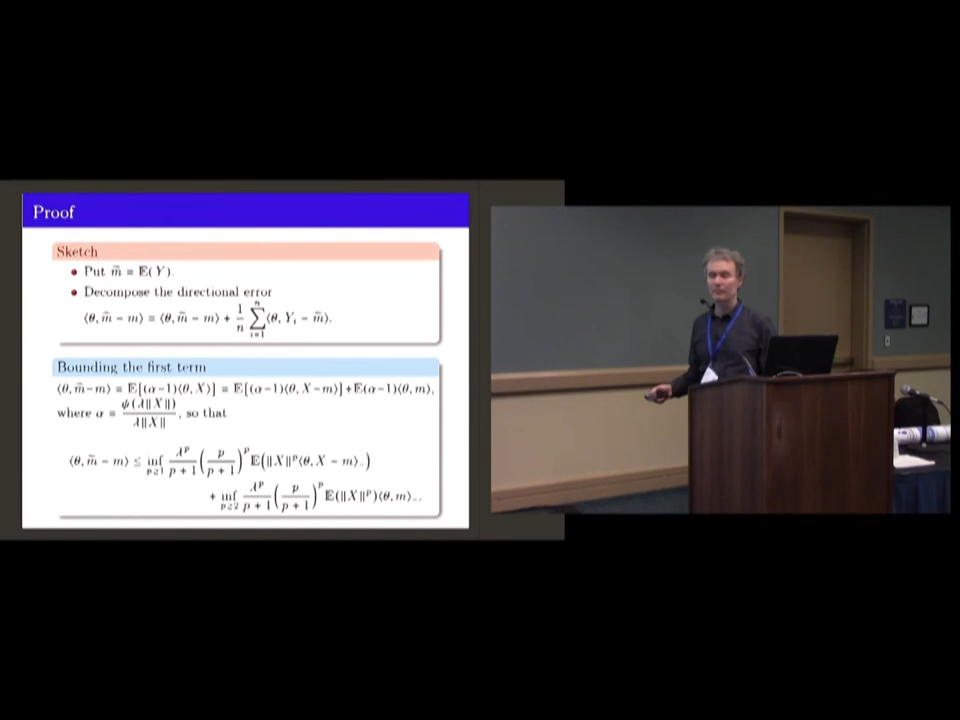 Proof
Sketch
• Put m̃ = 𝔼(Y).
• Decompose the directional error
⟨θ, m̂ − m⟩ = ⟨θ, m̃ − m⟩ + 1/n ∑_{i=1}^{n} ⟨θ, Y_i − m̃⟩.
Bounding the first term
⟨θ, m̃−m⟩ = 𝔼[(α−1)⟨θ, X⟩] = 𝔼[(α−1)⟨θ, X−m⟩]+𝔼(α−1)⟨θ, m⟩,
where α = ψ(λ‖X‖)/λ‖X‖, so that
⟨θ, m̃ − m⟩ ≤ inf_{p≥1} λ^p/(p + 1) (p/(p + 1))^p 𝔼(‖X‖^p⟨θ, X − m⟩_−)
+ inf_{p≥2} λ^p/(p + 1) (p/(p + 1))^p 𝔼(‖X‖^p)⟨θ, m⟩_−.